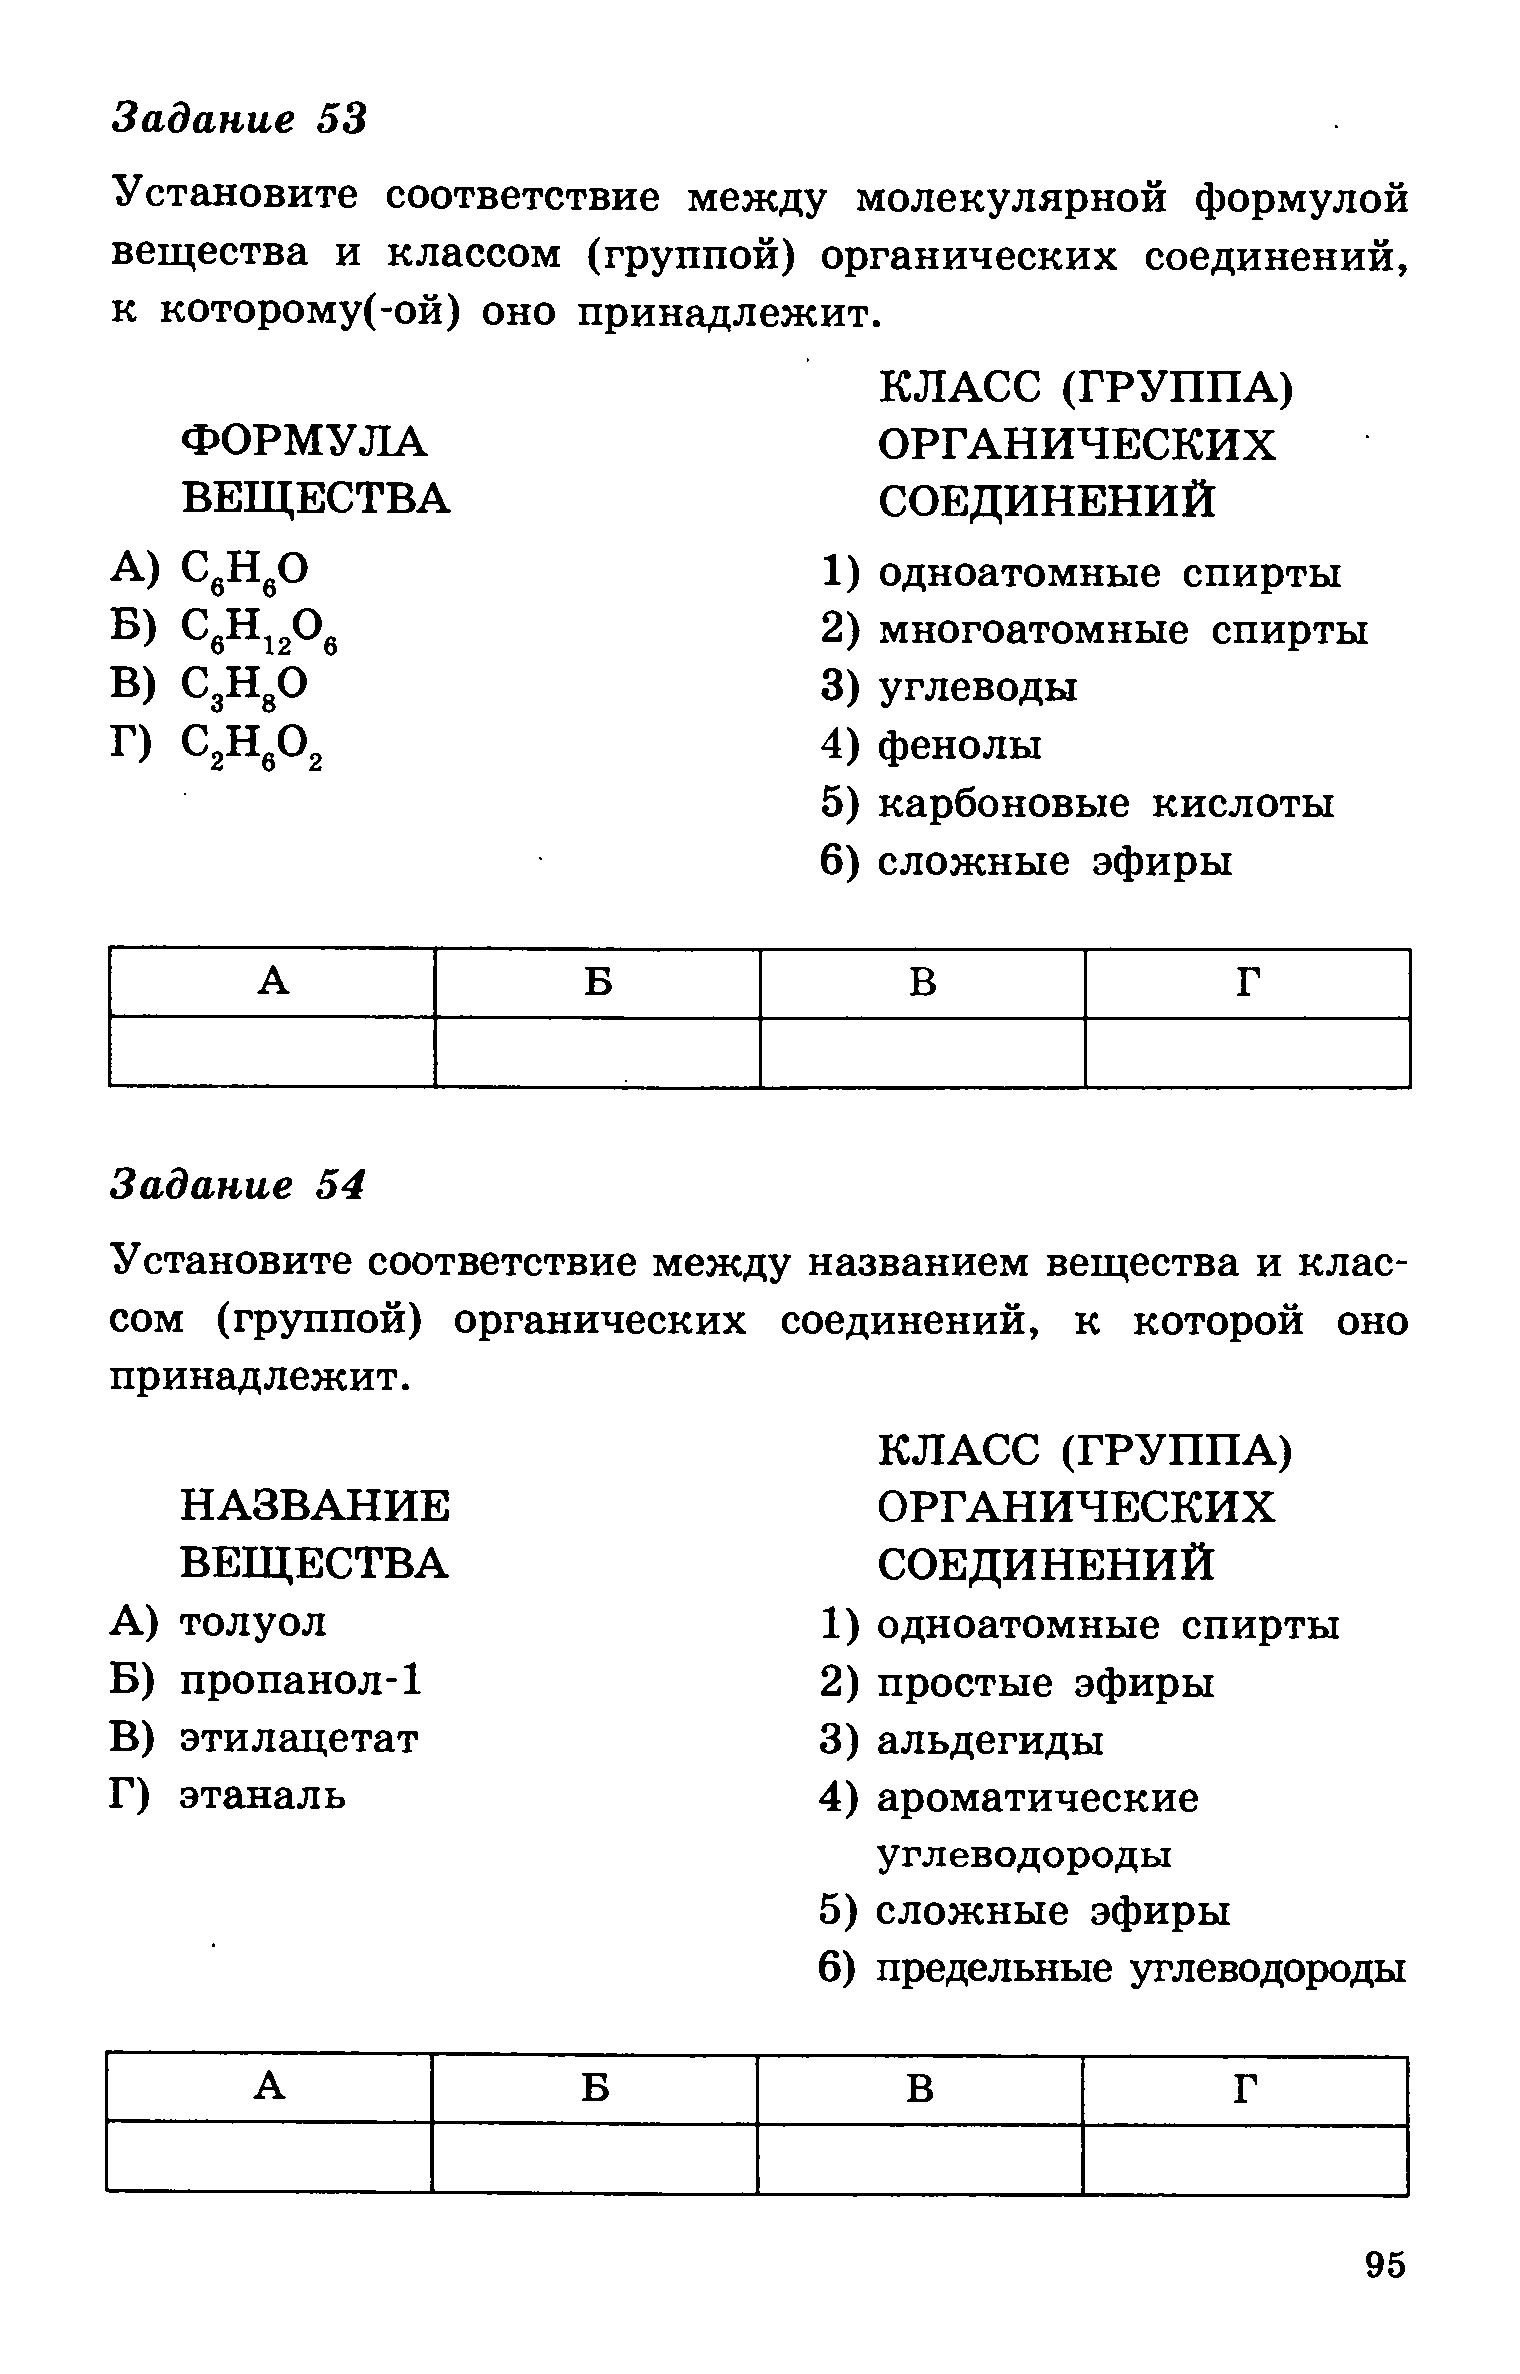 Задание 53
Установите соответствие между молекулярной формулой
вещества и классом (группой) органических соединений,
к которому(-ой) оно принадлежит.
ФОРМУЛА
ВЕЩЕСТВА
А) C₆H₆O
Б) C₆H₁₂O₆
В) C₃H₈O
Г) C₂H₆O₂
КЛАСС (ГРУППА)
ОРГАНИЧЕСКИХ
СОЕДИНЕНИЙ
1) одноатомные спирты
2) многоатомные спирты
3) углеводы
4) фенолы
5) карбоновые кислоты
6) сложные эфиры
А Б В Г
Задание 54
Установите соответствие между названием вещества и клас-
сом (группой) органических соединений, к которой оно
принадлежит.
НАЗВАНИЕ
ВЕЩЕСТВА
А) толуол
Б) пропанол-1
В) этилацетат
Г) этаналь
КЛАСС (ГРУППА)
ОРГАНИЧЕСКИХ
СОЕДИНЕНИЙ
1) одноатомные спирты
2) простые эфиры
3) альдегиды
4) ароматические
углеводороды
5) сложные эфиры
6) предельные углеводороды
А Б В Г
95